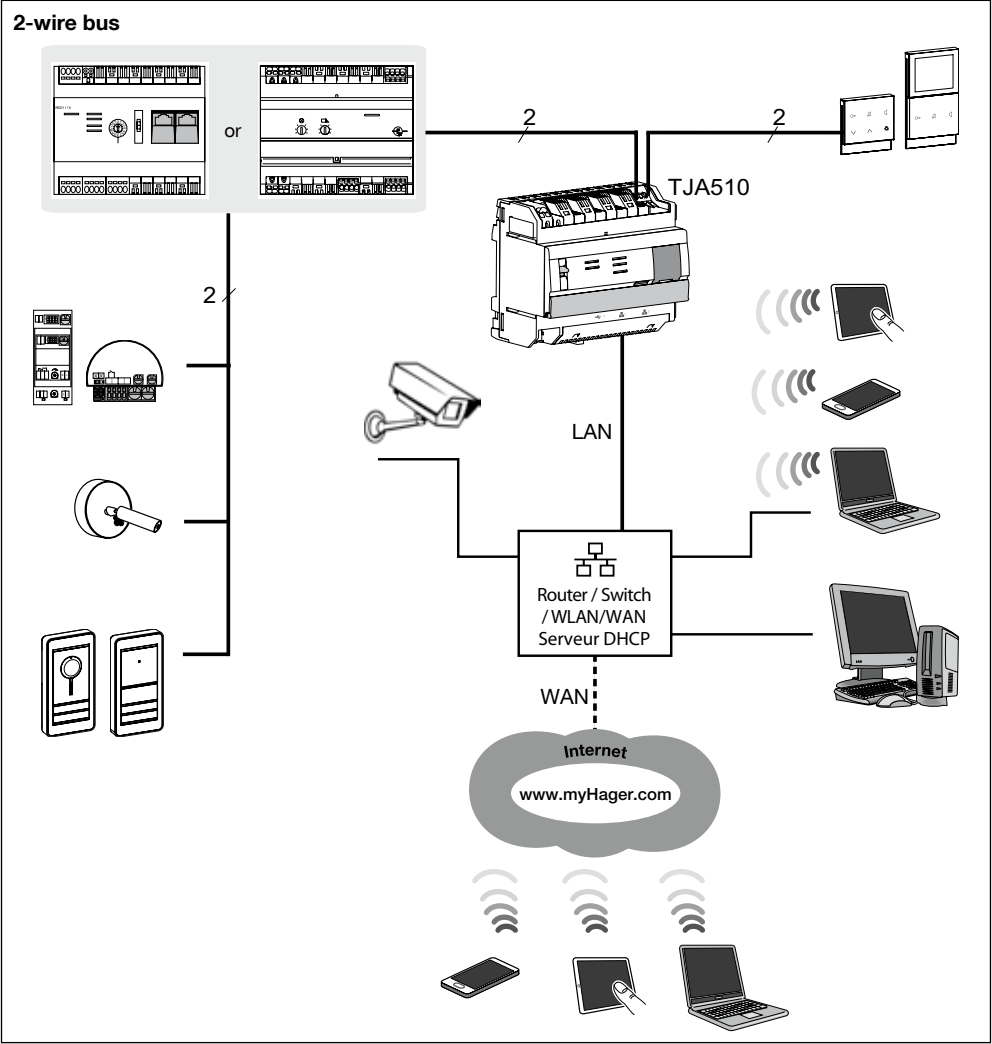 2-wire bus
or
2
2
TJA510
2
LAN
Router / Switch
/ WLAN/WAN
Serveur DHCP
WAN
Internet
www.myHager.com